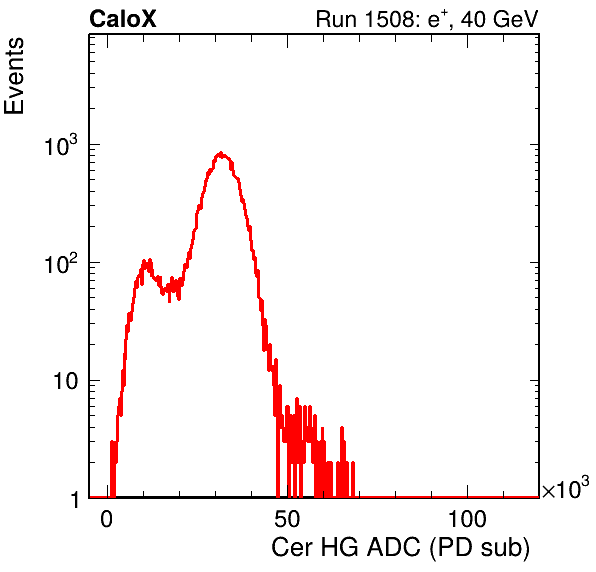 CaloX Run 1508: e⁺, 40 GeV
Events
10³
10²
10
1
0 50 100 ×10³
Cer HG ADC (PD sub)